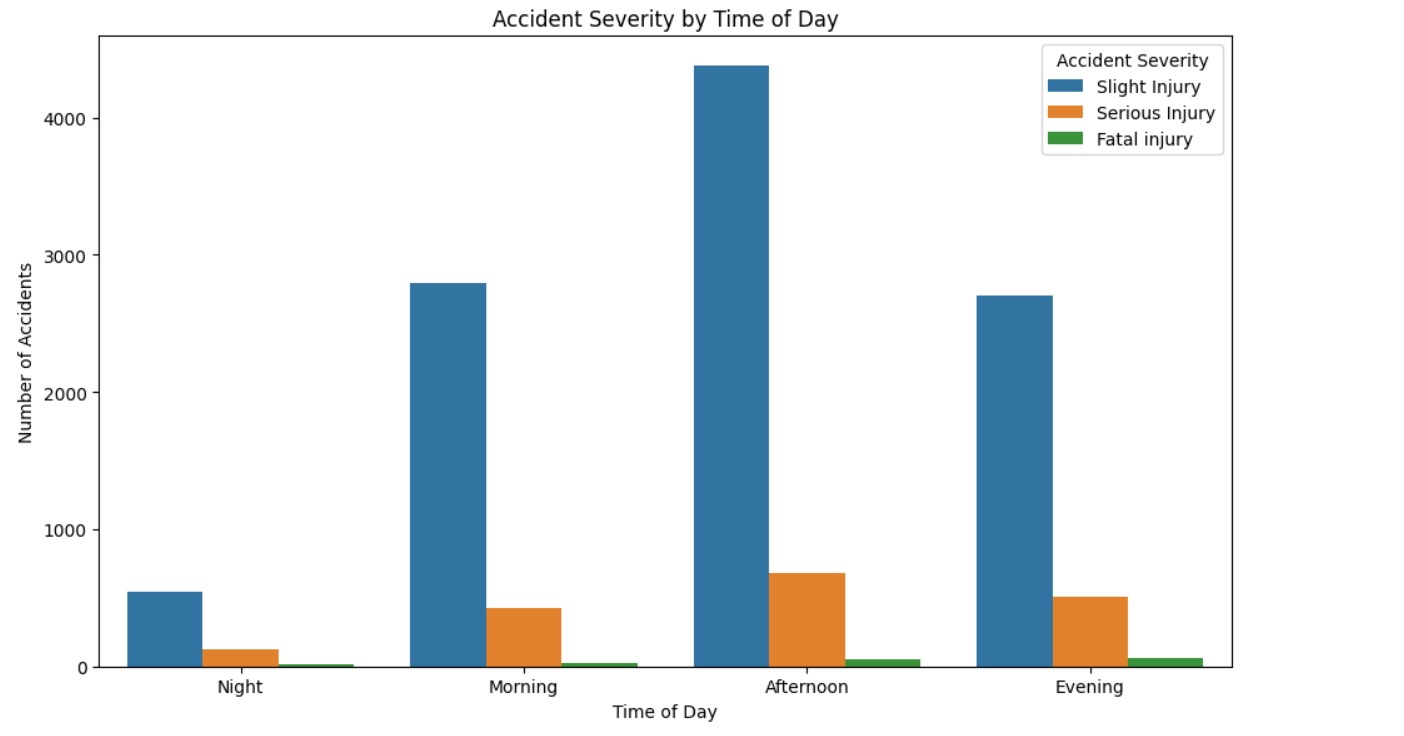 Accident Severity by Time of Day
Accident Severity
Slight Injury
Serious Injury
Fatal injury
Number of Accidents
4000
3000
2000
1000
0
Night
Morning
Afternoon
Evening
Time of Day